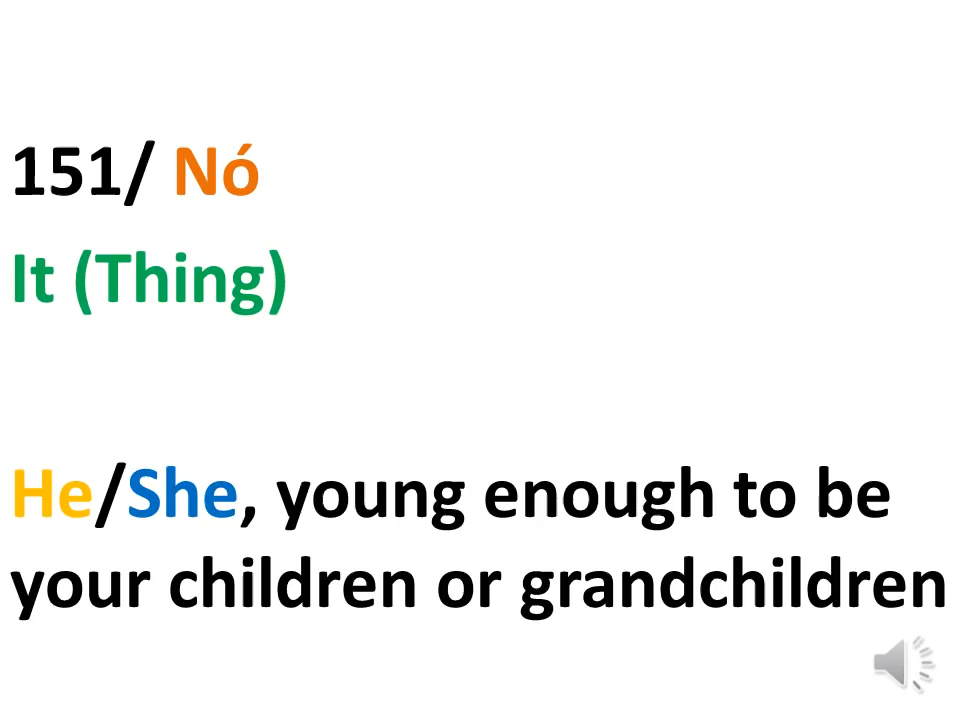 151/ Nó
It (Thing)
He/She, young enough to be
your children or grandchildren